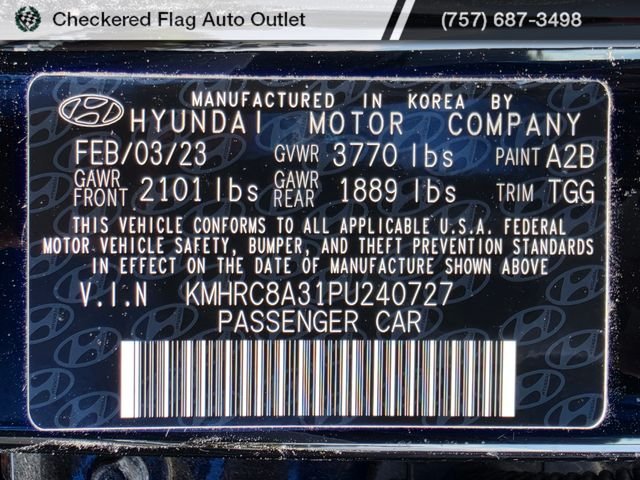 Checkered Flag Auto Outlet (757) 687-3498
MANUFACTURED IN KOREA BY
HYUNDAI MOTOR COMPANY
FEB/03/23 GVWR 3770 lbs PAINT A2B
GAWR FRONT 2101 lbs GAWR REAR 1889 lbs TRIM TGG
THIS VEHICLE CONFORMS TO ALL APPLICABLE U.S.A. FEDERAL
MOTOR VEHICLE SAFETY, BUMPER, AND THEFT PREVENTION STANDARDS
IN EFFECT ON THE DATE OF MANUFACTURE SHOWN ABOVE
V.I.N KMHRC8A31PU240727
PASSENGER CAR